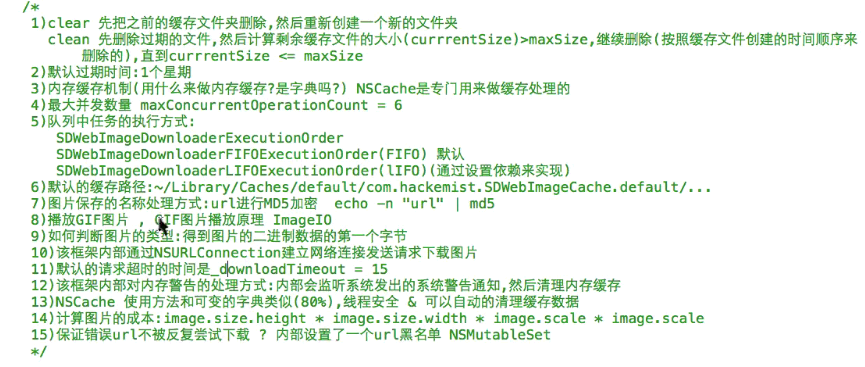 /*
1)clear 先把之前的缓存文件夹删除,然后重新创建一个新的文件夹
clean 先删除过期的文件,然后计算剩余缓存文件的大小(currrentSize)>maxSize,继续删除(按照缓存文件创建的时间顺序来
删除的),直到currrentSize <= maxSize
2)默认过期时间:1个星期
3)内存缓存机制(用什么来做内存缓存?是字典吗?) NSCache是专门用来做缓存处理的
4)最大并发数量 maxConcurrentOperationCount = 6
5)队列中任务的执行方式:
SDWebImageDownloaderExecutionOrder
SDWebImageDownloaderFIFOExecutionOrder(FIFO) 默认
SDWebImageDownloaderLIFOExecutionOrder(lIFO)(通过设置依赖来实现)
6)默认的缓存路径:~/Library/Caches/default/com.hackemist.SDWebImageCache.default/...
7)图片保存的名称处理方式:url进行MD5加密 echo -n "url" | md5
8)播放GIF图片 , GIF图片播放原理 ImageIO
9)如何判断图片的类型:得到图片的二进制数据的第一个字节
10)该框架内部通过NSURLConnection建立网络连接发送请求下载图片
11)默认的请求超时的时间是_downloadTimeout = 15
12)该框架内部对内存警告的处理方式:内部会监听系统发出的系统警告通知,然后清理内存缓存
13)NSCache 使用方法和可变的字典类似(80%),线程安全 & 可以自动的清理缓存数据
14)计算图片的成本:image.size.height * image.size.width * image.scale * image.scale
15)保证错误url不被反复尝试下载 ? 内部设置了一个url黑名单 NSMutableSet
*/